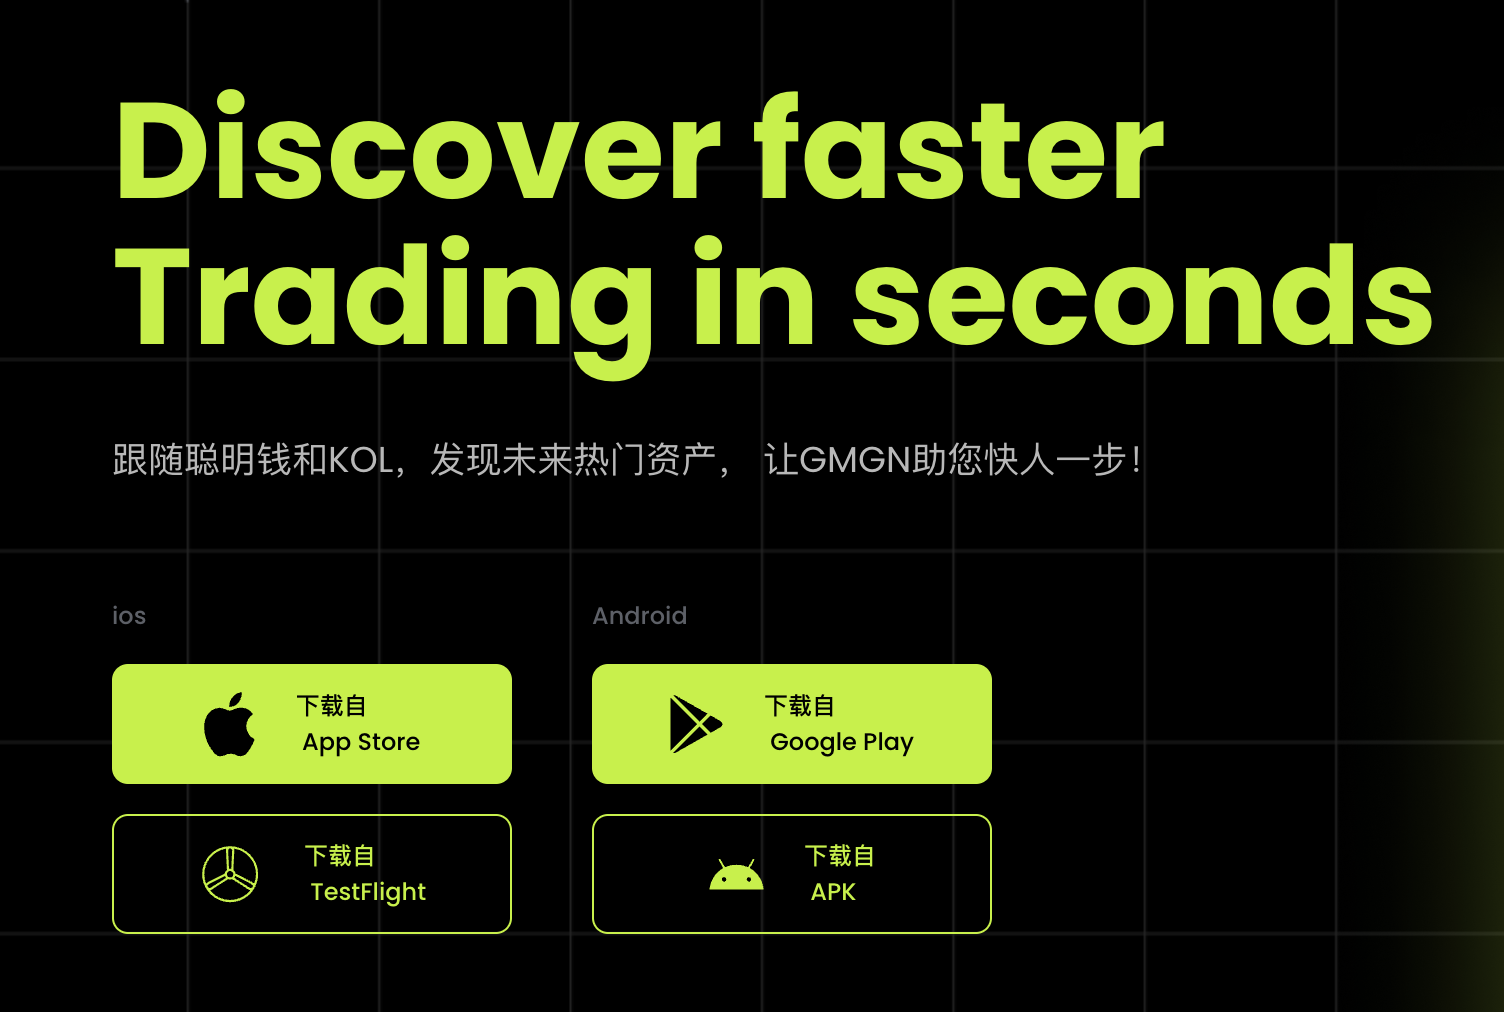 Discover faster
Trading in seconds
跟随聪明钱和KOL，发现未来热门资产， 让GMGN助您快人一步！
ios
Android
下载自
App Store
下载自
Google Play
下载自
TestFlight
下载自
APK